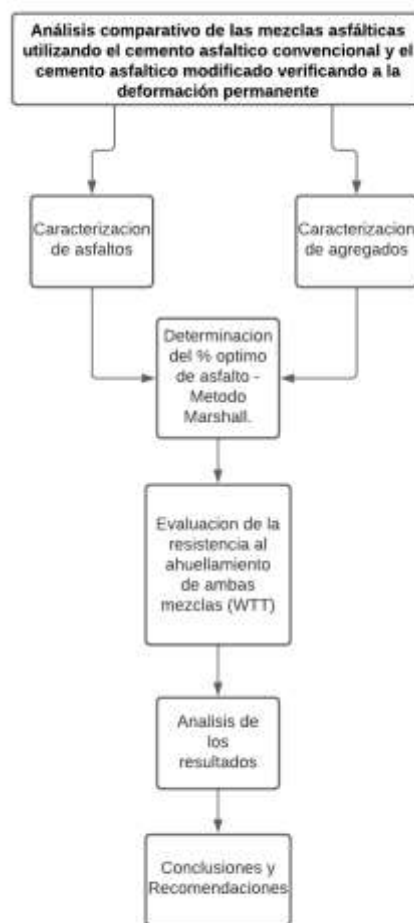 Análisis comparativo de las mezclas asfálticas
utilizando el cemento asfaltico convencional y el
cemento asfaltico modificado verificando a la
deformación permanente
Caracterizacion
de asfaltos
Caracterizacion
de agregados
Determinacion
del % optimo
de asfalto -
Metodo
Marshall.
Evaluacion de la
resistencia al
ahuellamiento
de ambas
mezclas (WTT)
Analisis de
los
resultados
Conclusiones y
Recomendaciones